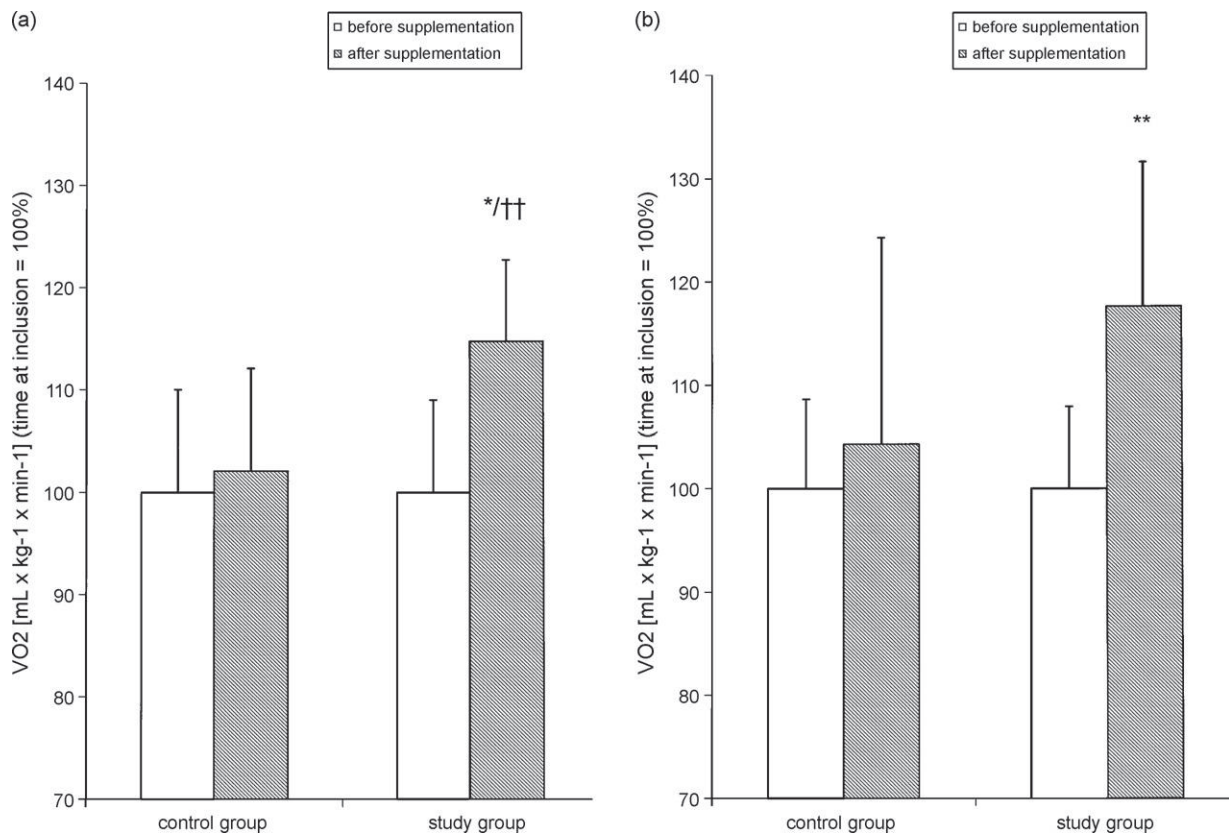 (a)
before supplementation
after supplementation
140
130
*/††
120
110
100
90
80
70
VO2 [mL x kg-1 x min-1] (time at inclusion = 100%)
control group
study group
(b)
before supplementation
after supplementation
140
**
130
120
110
100
90
80
70
VO2 [mL x kg-1 x min-1] (time at inclusion = 100%)
control group
study group